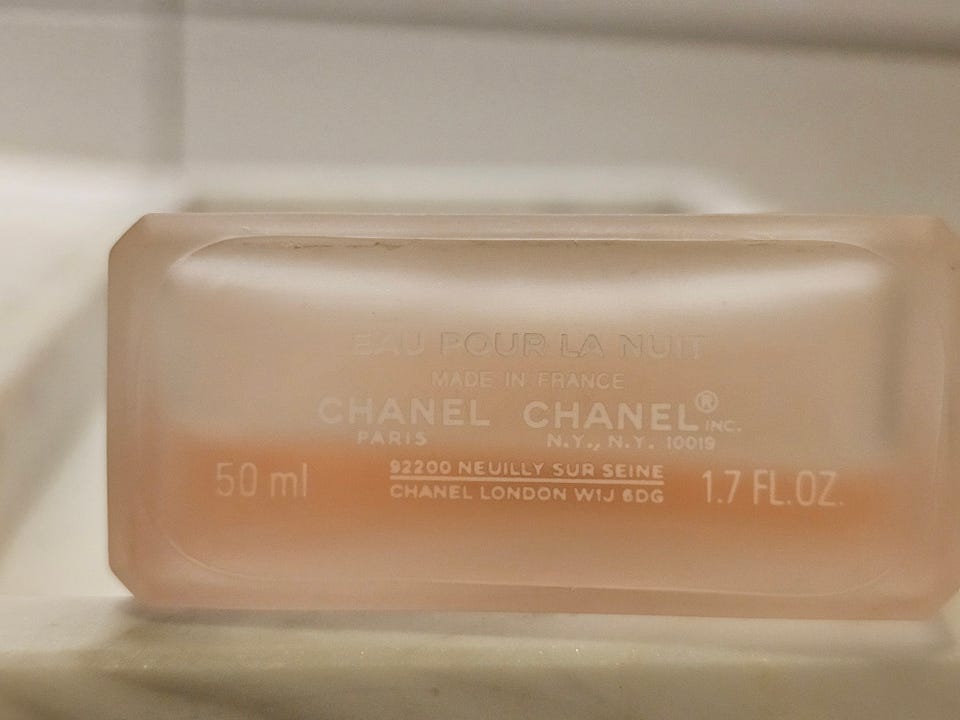 EAU POUR LA NUIT
MADE IN FRANCE
CHANEL CHANEL® INC.
PARIS N.Y., N.Y. 10019
50 ml 92200 NEUILLY SUR SEINE 1.7 FL.OZ.
CHANEL LONDON W1J 6DG